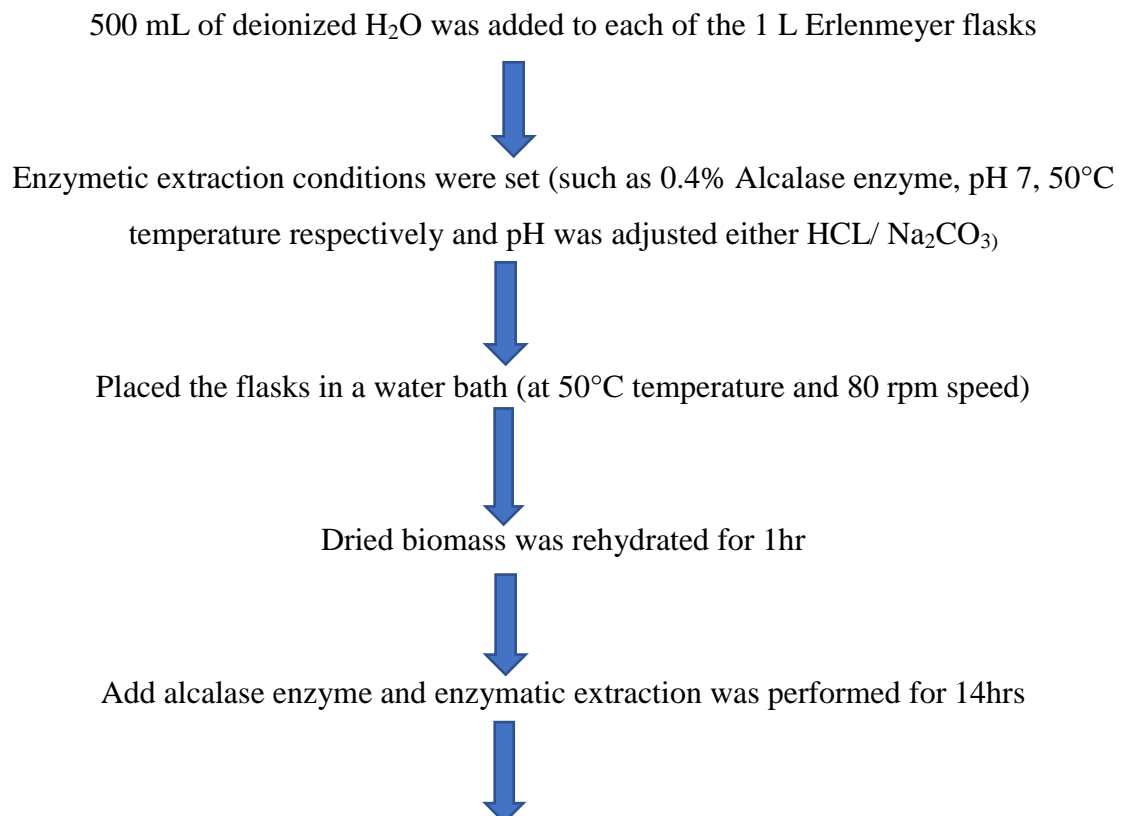 500 mL of deionized H₂O was added to each of the 1 L Erlenmeyer flasks
Enzymetic extraction conditions were set (such as 0.4% Alcalase enzyme, pH 7, 50°C
temperature respectively and pH was adjusted either HCL/ Na₂CO₃₎
Placed the flasks in a water bath (at 50°C temperature and 80 rpm speed)
Dried biomass was rehydrated for 1hr
Add alcalase enzyme and enzymatic extraction was performed for 14hrs